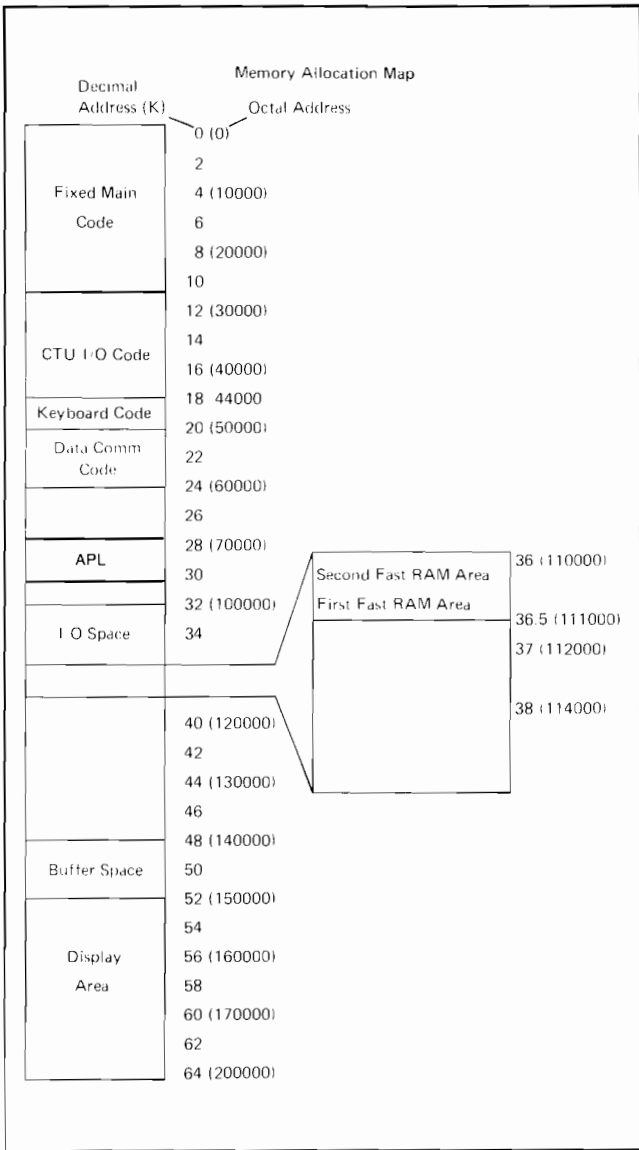 Memory Allocation Map
Decimal
Address (K)
Octal Address
0 (0)
2
Fixed Main
4 (10000)
Code
6
8 (20000)
10
12 (30000)
14
CTU I/O Code
16 (40000)
18 44000
Keyboard Code
20 (50000)
Data Comm
22
Code
24 (60000)
26
28 (70000)
APL
30
32 (100000)
I O Space
34
36 (110000)
Second Fast RAM Area
First Fast RAM Area
36.5 (111000)
37 (112000)
38 (114000)
40 (120000)
42
44 (130000)
46
48 (140000)
Buffer Space
50
52 (150000)
54
Display
56 (160000)
Area
58
60 (170000)
62
64 (200000)